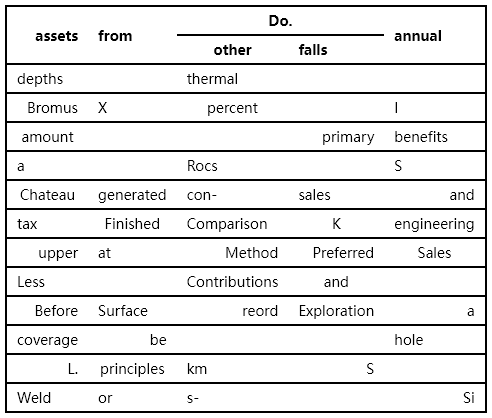 Do.
assets from annual
other falls
depths thermal
Bromus X percent I
amount primary benefits
a Rocs S
Chateau generated con- sales and
tax Finished Comparison K engineering
upper at Method Preferred Sales
Less Contributions and
Before Surface reord Exploration a
coverage be hole
L. principles km S
Weld or s- Si